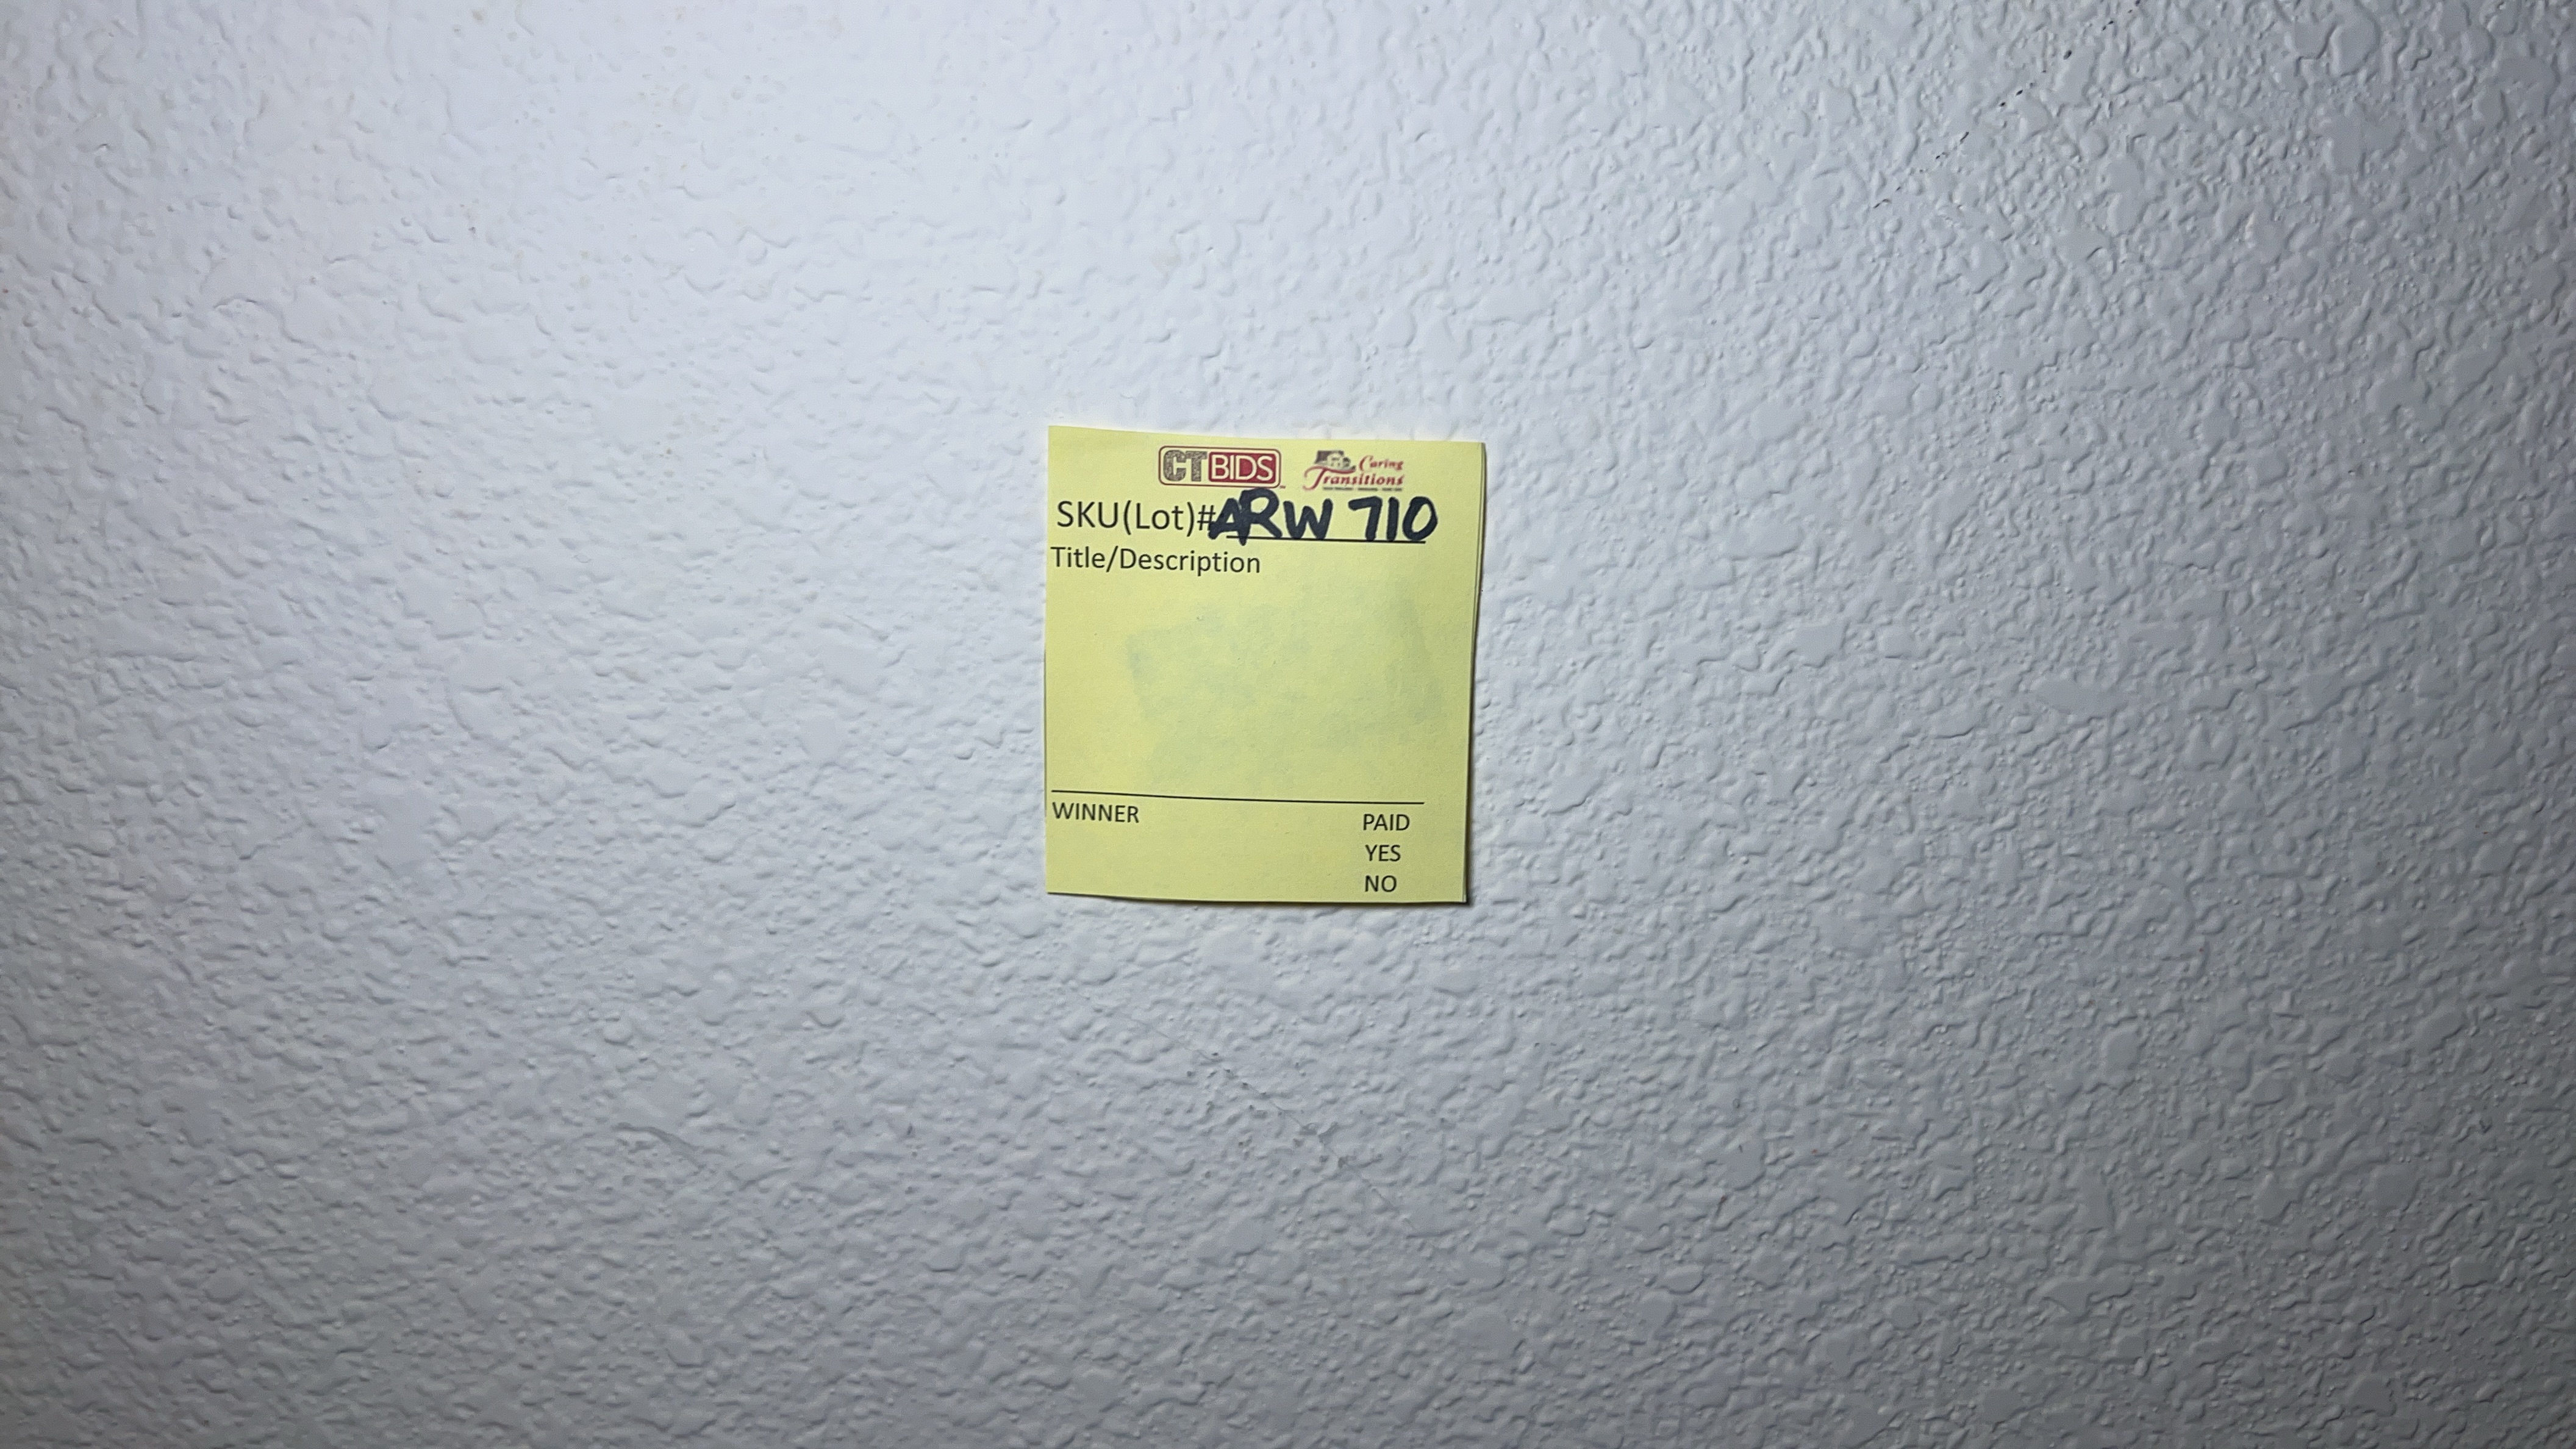 CTBIDS Caring Transitions
SKU(Lot)#ARW 710
Title/Description
WINNER
PAID
YES
NO